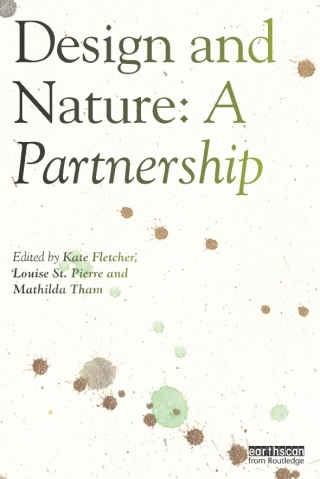 Design and
Nature: A
Partnership
Edited by Kate Fletcher,
Louise St. Pierre and
Mathilda Tham
earthscan
from Routledge